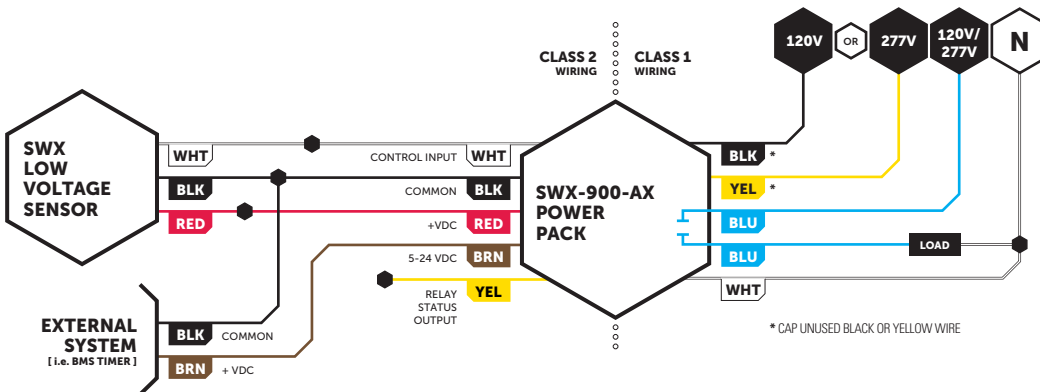 120V
OR
277V
120V/
277V
N
CLASS 2
WIRING
CLASS 1
WIRING
SWX
LOW
VOLTAGE
SENSOR
WHT
BLK
RED
CONTROL INPUT
WHT
COMMON
BLK
+VDC
RED
5-24 VDC
BRN
RELAY
STATUS
OUTPUT
YEL
SWX-900-AX
POWER
PACK
BLK *
YEL *
BLU
BLU
LOAD
WHT
* CAP UNUSED BLACK OR YELLOW WIRE
EXTERNAL
SYSTEM
[ i.e. BMS TIMER ]
BLK
COMMON
BRN
+ VDC